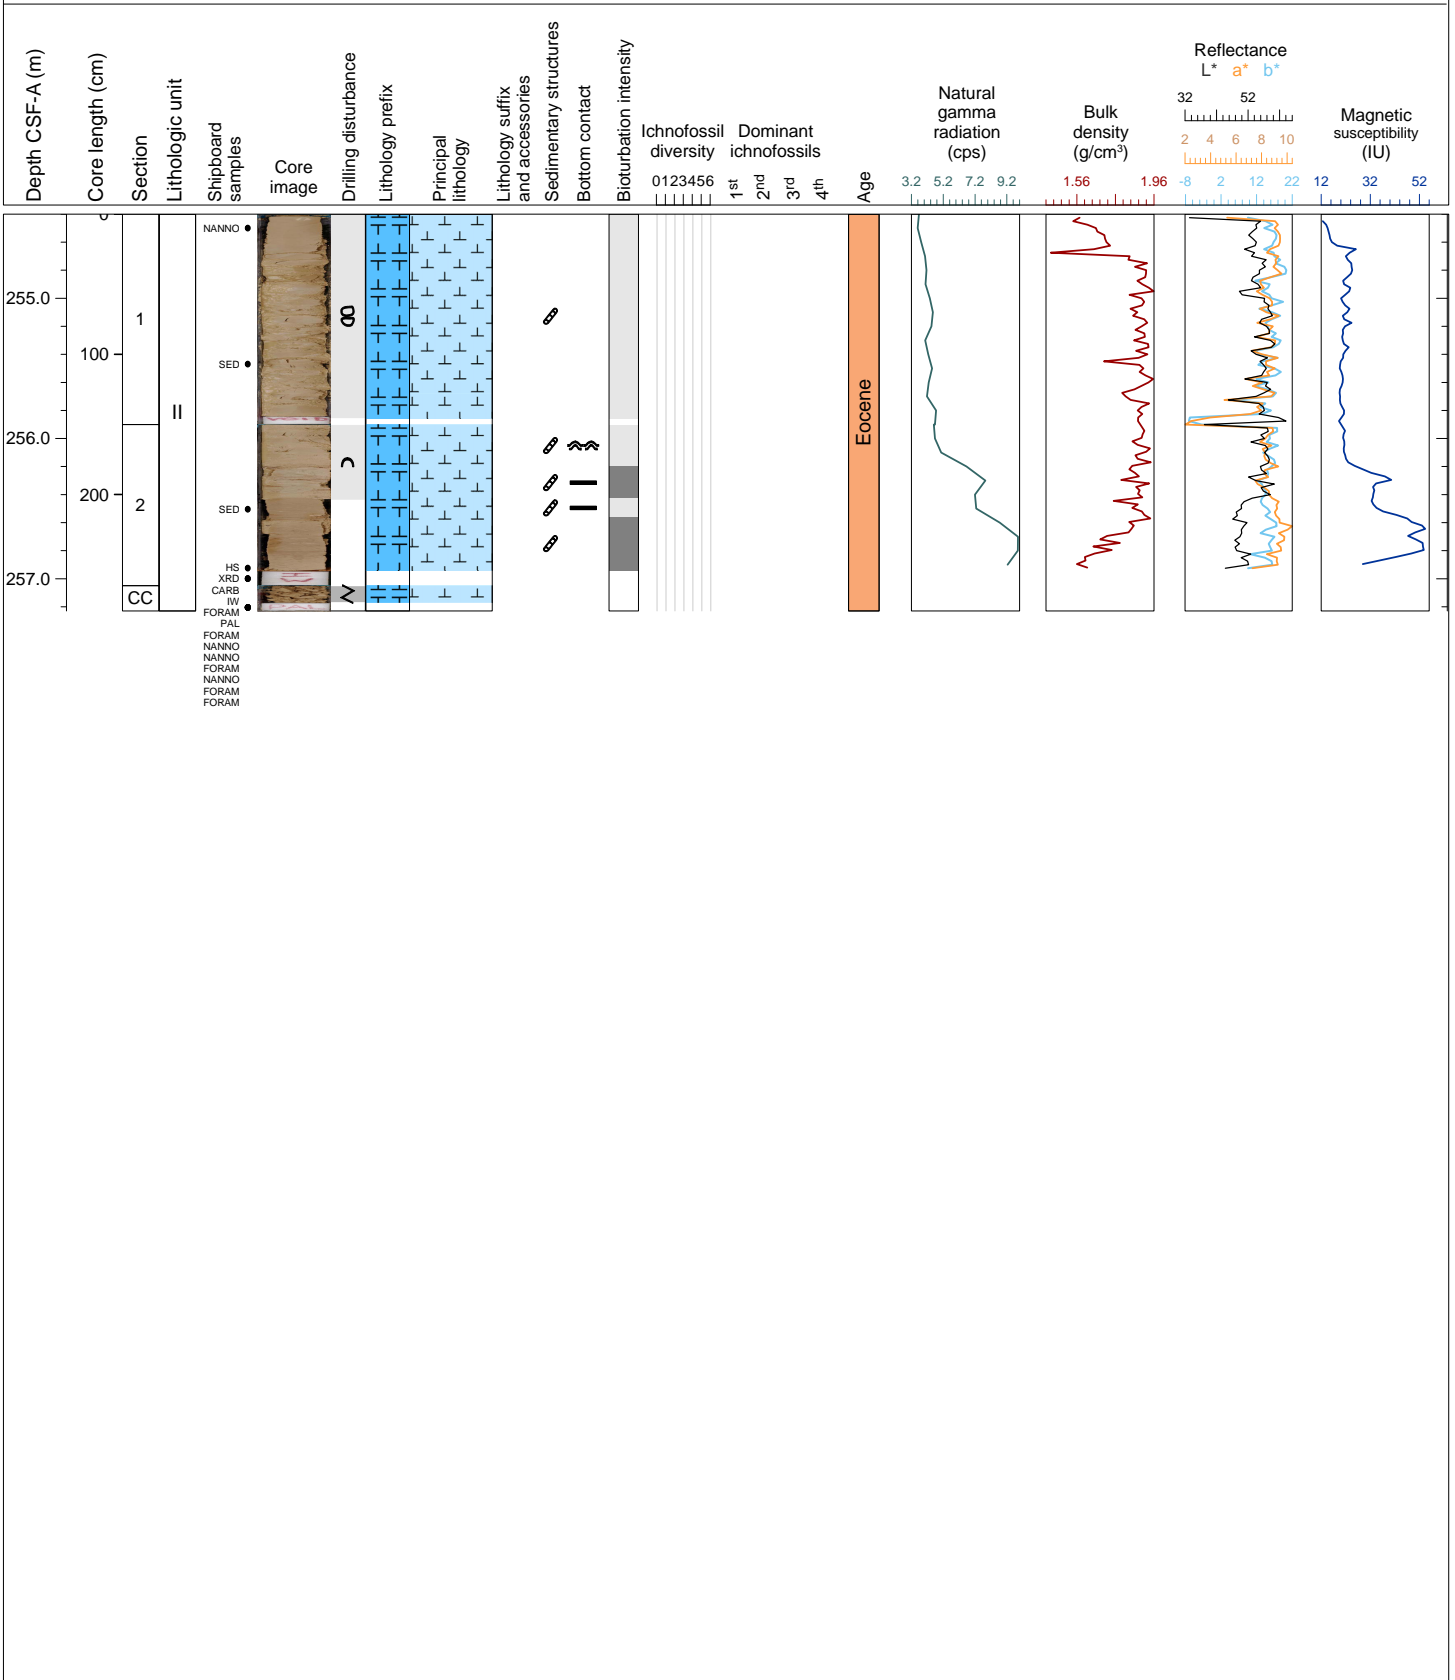 Depth CSF-A (m)
Core length (cm)
Section
Lithologic unit
Shipboard
samples
Core
image
Drilling disturbance
Lithology prefix
Principal
lithology
Lithology suffix
and accessories
Sedimentary structures
Bottom contact
Bioturbation intensity
Ichnofossil
diversity
0123456
Dominant
ichnofossils
1st 2nd 3rd 4th
Age
Natural
gamma
radiation
(cps)
3.2 5.2 7.2 9.2
Bulk
density
(g/cm³)
1.56 1.96
Reflectance
L* a* b*
32 52
2 4 6 8 10
-8 2 12 22
Magnetic
susceptibility
(IU)
12 32 52
0
NANNO
255.0
1
100
SED
II
Eocene
256.0
200
2
SED
HS
257.0
XRD
CC
CARB
IW
FORAM
PAL
FORAM
NANNO
NANNO
FORAM
NANNO
FORAM
FORAM